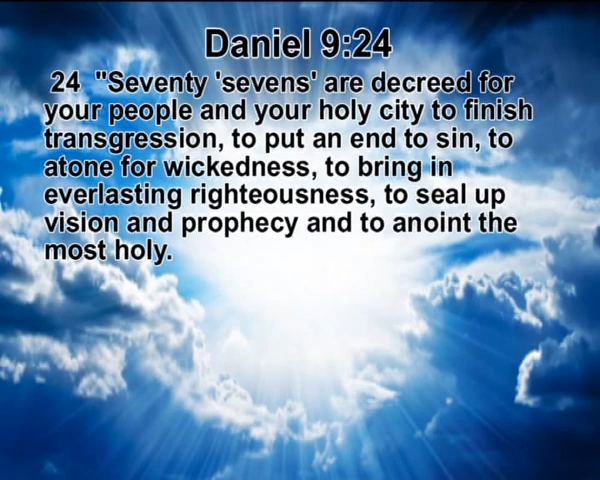 Daniel 9:24
24 "Seventy 'sevens' are decreed for
your people and your holy city to finish
transgression, to put an end to sin, to
atone for wickedness, to bring in
everlasting righteousness, to seal up
vision and prophecy and to anoint the
most holy.